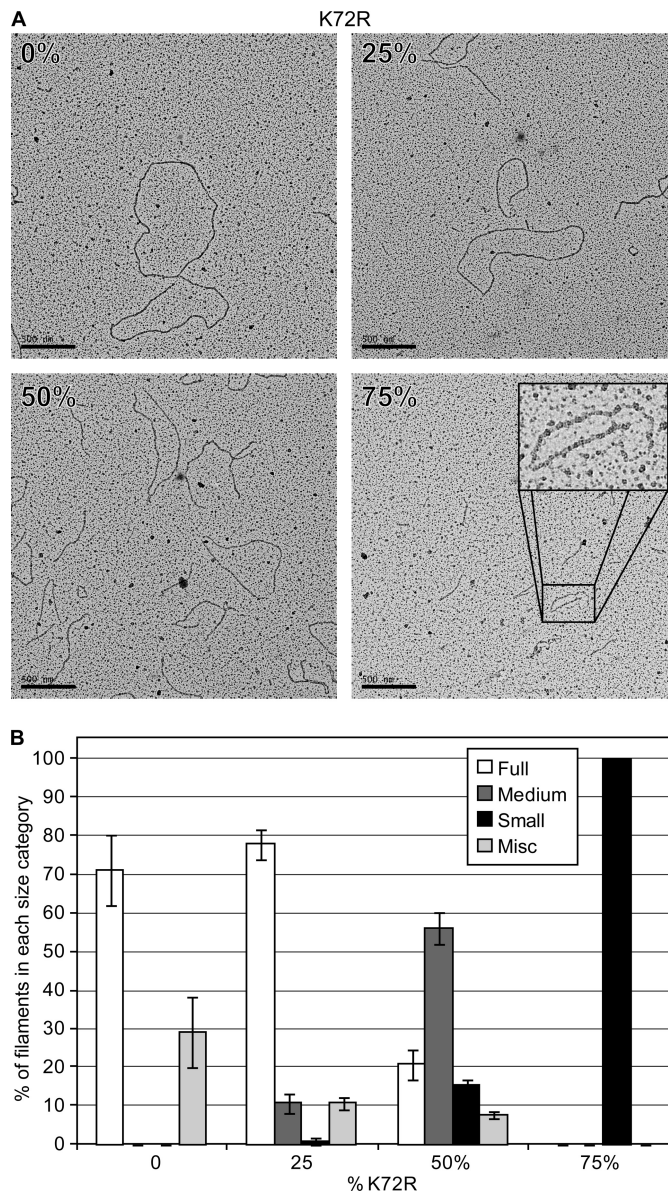 A
K72R
0%
25%
500 nm
500 nm
50%
75%
500 nm
500 nm
B
% of filaments in each size category
100
90
80
70
60
50
40
30
20
10
0
Full
Medium
Small
Misc
0
25
50%
75%
% K72R